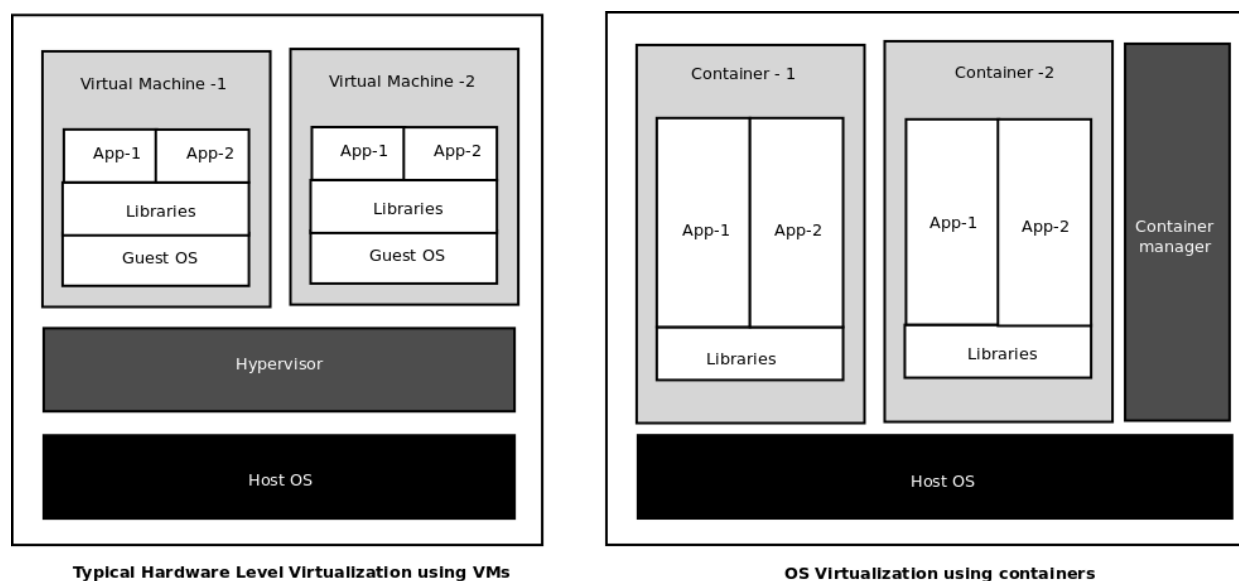 Virtual Machine -1
App-1
App-2
Libraries
Guest OS
Virtual Machine -2
App-1
App-2
Libraries
Guest OS
Hypervisor
Host OS
Typical Hardware Level Virtualization using VMs
Container - 1
App-1
App-2
Libraries
Container -2
App-1
App-2
Libraries
Container
manager
Host OS
OS Virtualization using containers